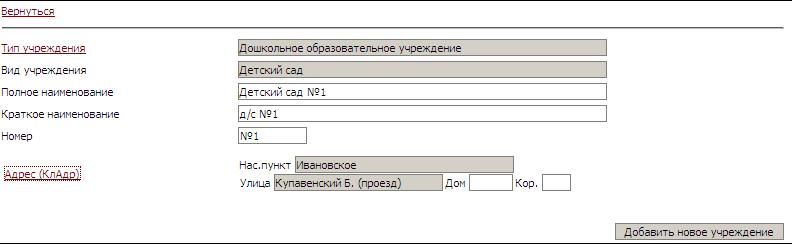 Вернуться
Тип учреждения Дошкольное образовательное учреждение
Вид учреждения Детский сад
Полное наименование Детский сад №1
Краткое наименование д/с №1
Номер №1
Адрес (КлАдр) Нас.пункт Ивановское
Улица Купавенский Б. (проезд) Дом Кор.
Добавить новое учреждение